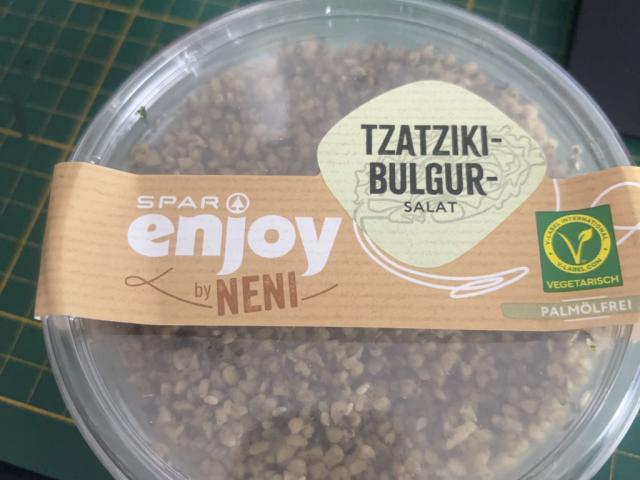 TZATZIKI-
BULGUR-
SALAT
SPAR
enjoy
by NENI
V-LABEL INTERNATIONAL
V-LABEL.COM
VEGETARISCH
PALMÖLFREI